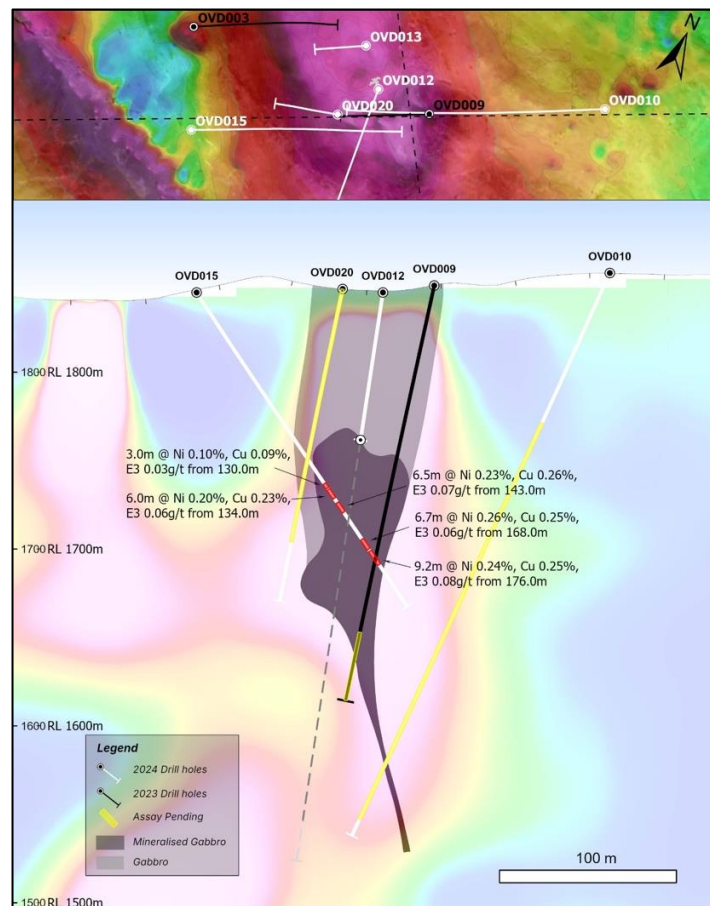 OVD003
N
OVD013
OVD012
OVD020
OVD009
OVD010
OVD015
OVD015
OVD020
OVD012
OVD009
OVD010
1800 RL 1800m
3.0m @ Ni 0.10%, Cu 0.09%,
E3 0.03g/t from 130.0m
6.0m @ Ni 0.20%, Cu 0.23%,
E3 0.06g/t from 134.0m
6.5m @ Ni 0.23%, Cu 0.26%,
E3 0.07g/t from 143.0m
6.7m @ Ni 0.26%, Cu 0.25%,
E3 0.06g/t from 168.0m
9.2m @ Ni 0.24%, Cu 0.25%,
E3 0.08g/t from 176.0m
1700 RL 1700m
1600 RL 1600m
Legend
2024 Drill holes
2023 Drill holes
Assay Pending
Mineralised Gabbro
Gabbro
100 m
1500 RL 1500m